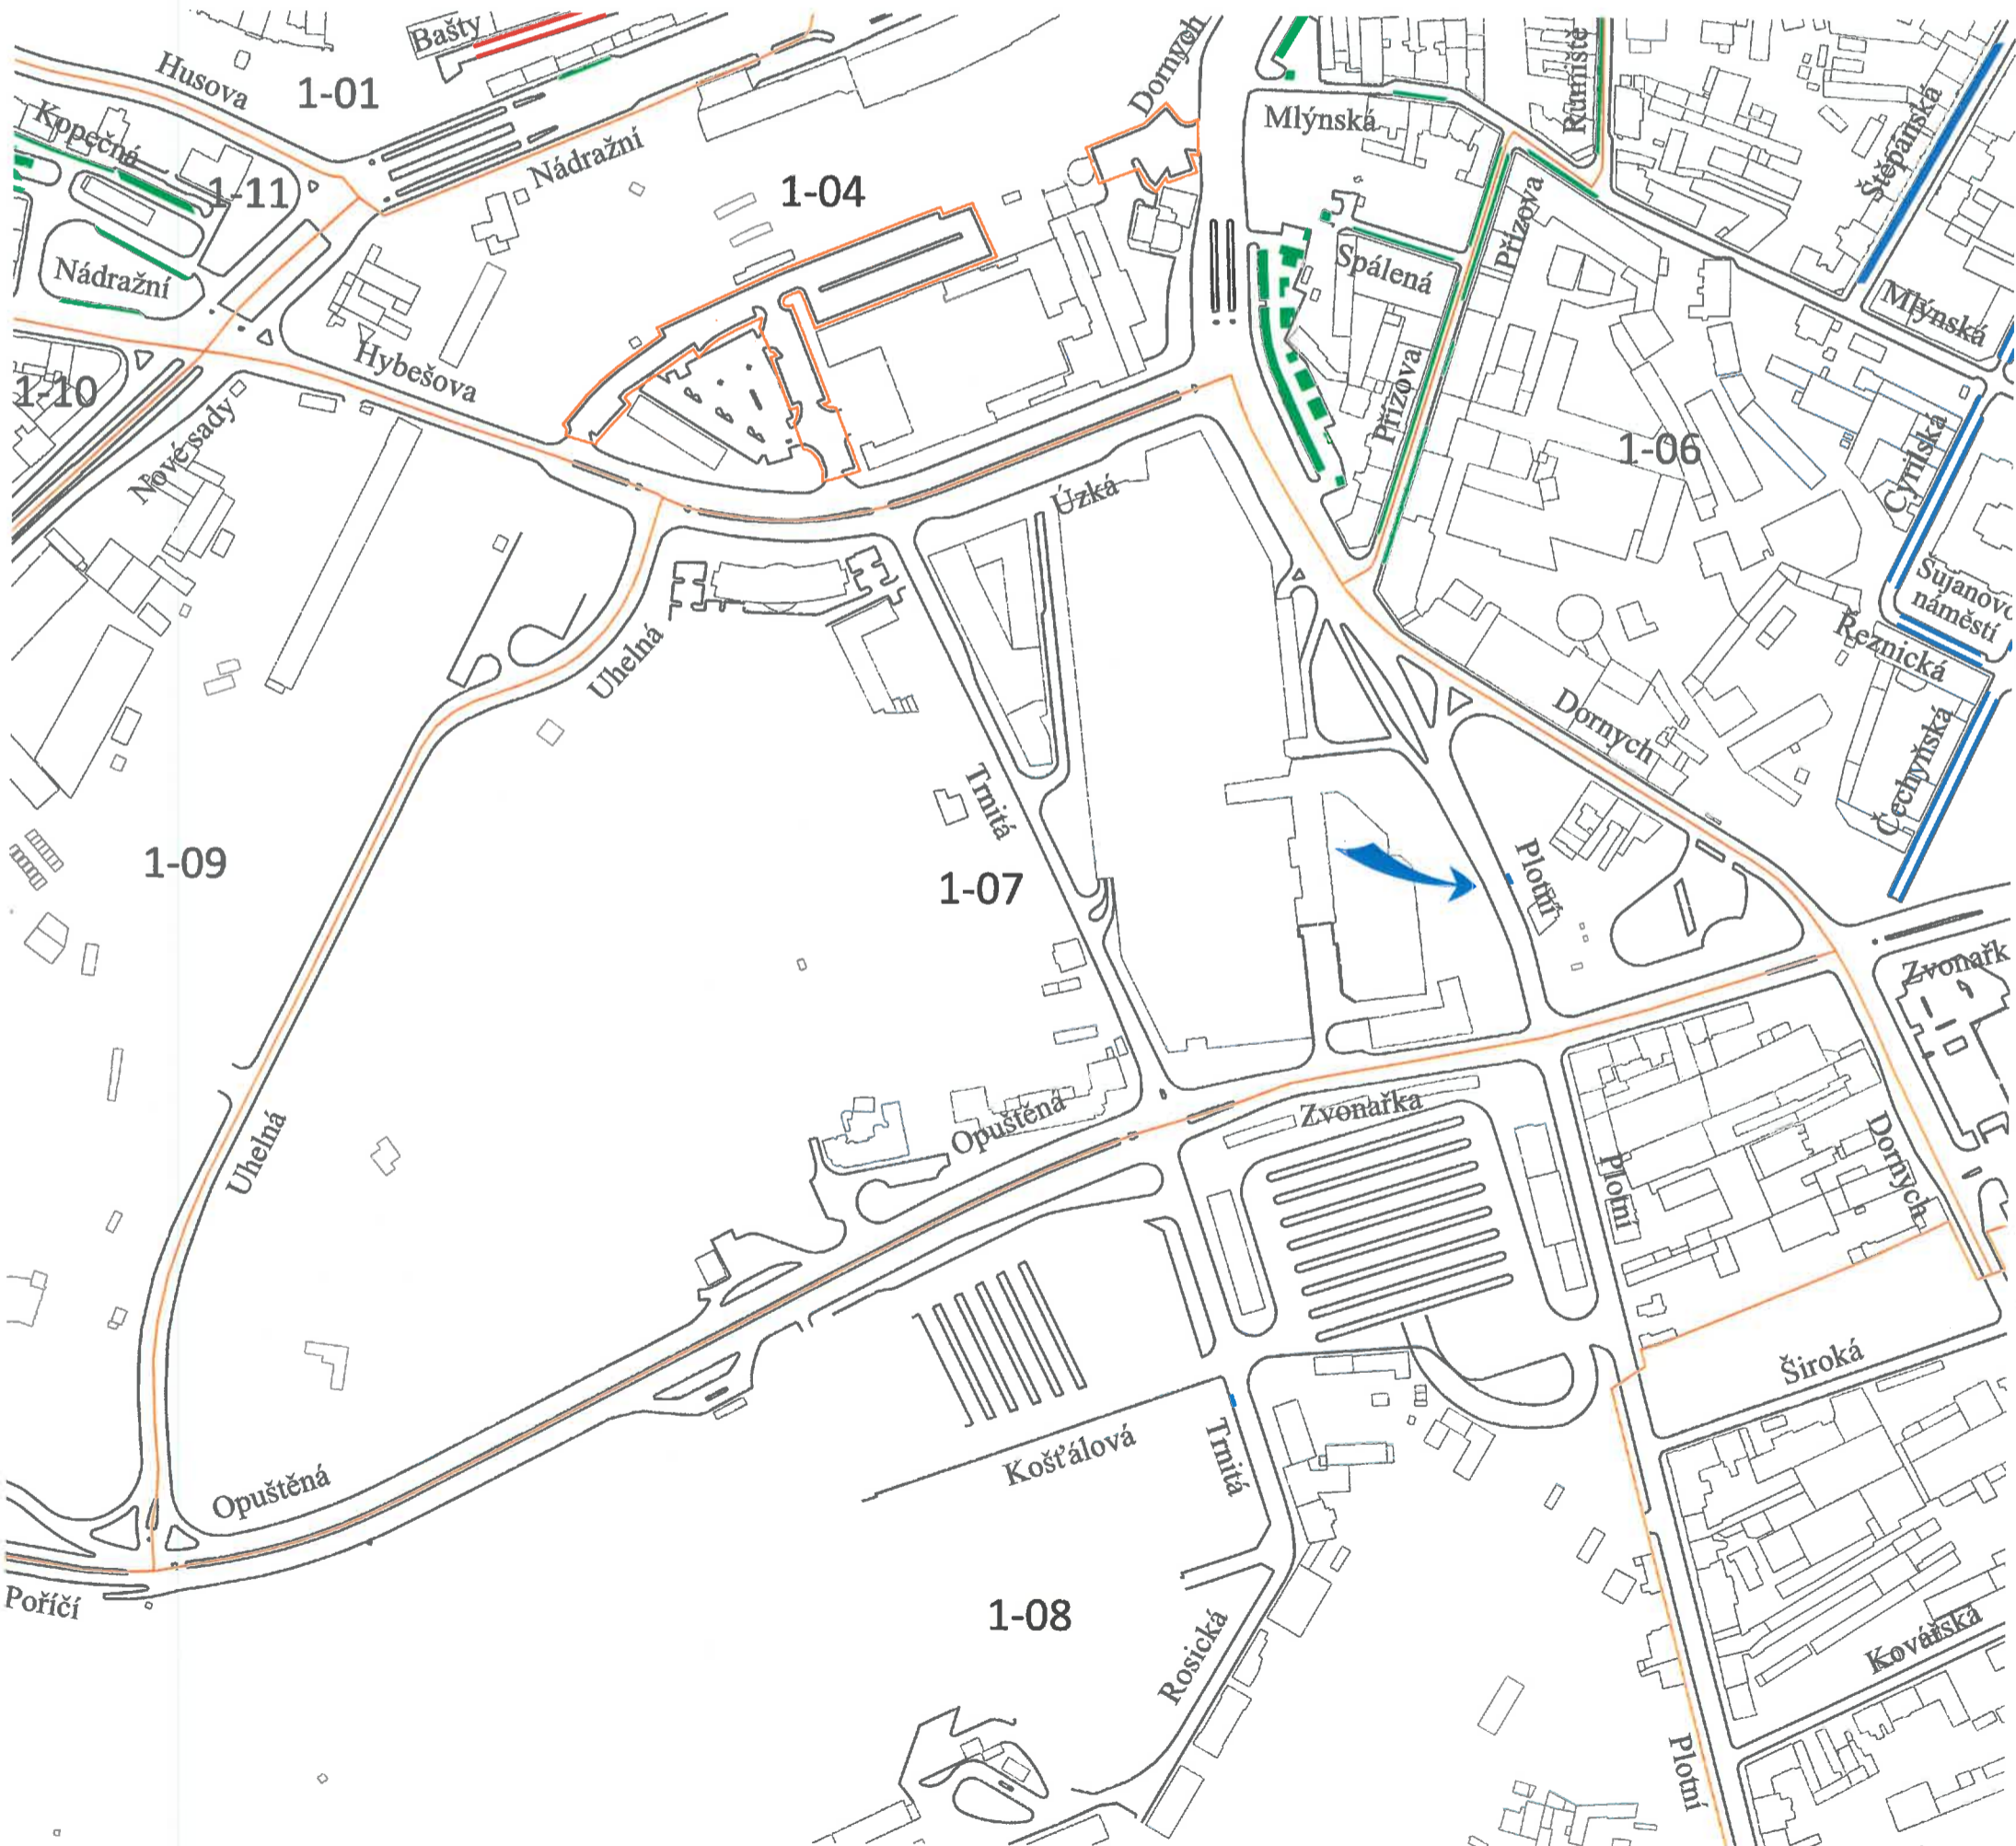 Bašty
Husova
1-01
Dornych
Kopečná
Nádražní
Mlýnská
Rumiště
Štěpánská
1-11
1-04
Přízova
Nádražní
Spálená
Mlýnská
Hybešova
1-10
Nové sady
Přízova
1-06
Cyrilská
Úzká
Šujanovo
náměstí
Řeznická
Uhelná
Dornych
Trnitá
Čechyňská
1-09
1-07
Plotní
Zvonařk
Opuštěná
Zvonařka
Uhelná
Plotní
Dornych
Široká
Košťálová
Trnitá
Opuštěná
Poříčí
1-08
Rosická
Kovářská
Plotní